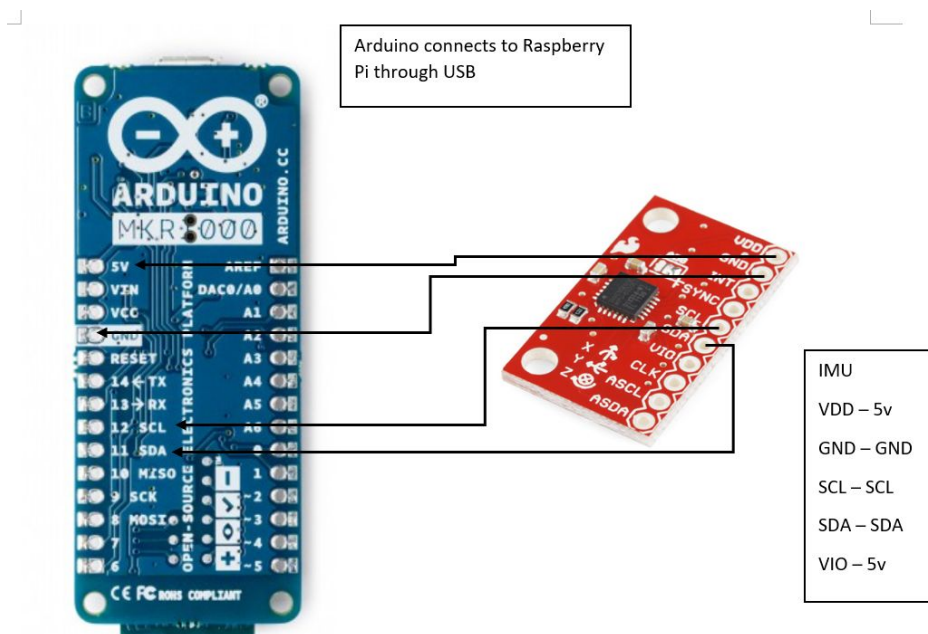 Arduino connects to Raspberry
Pi through USB
ARDUINO
MKR1000
ARDUINO.CC
OPEN-SOURCE ELECTRONICS PLATFORM
5V
VIN
VCC
GND
RESET
14 ← TX
13 → RX
12 SCL
11 SDA
10 MISO
9 SCK
8 MOSI
7
6
AREF
DAC0/A0
A1
A2
A3
A4
A5
A6
0
1
~2
~3
~4
~5
CE FC ROHS COMPLIANT
VDD
GND
INT
FSYNC
SCL
SDA
VIO
CLK
ASCL
ASDA
X
Y
Z
IMU
VDD – 5v
GND – GND
SCL – SCL
SDA – SDA
VIO – 5v